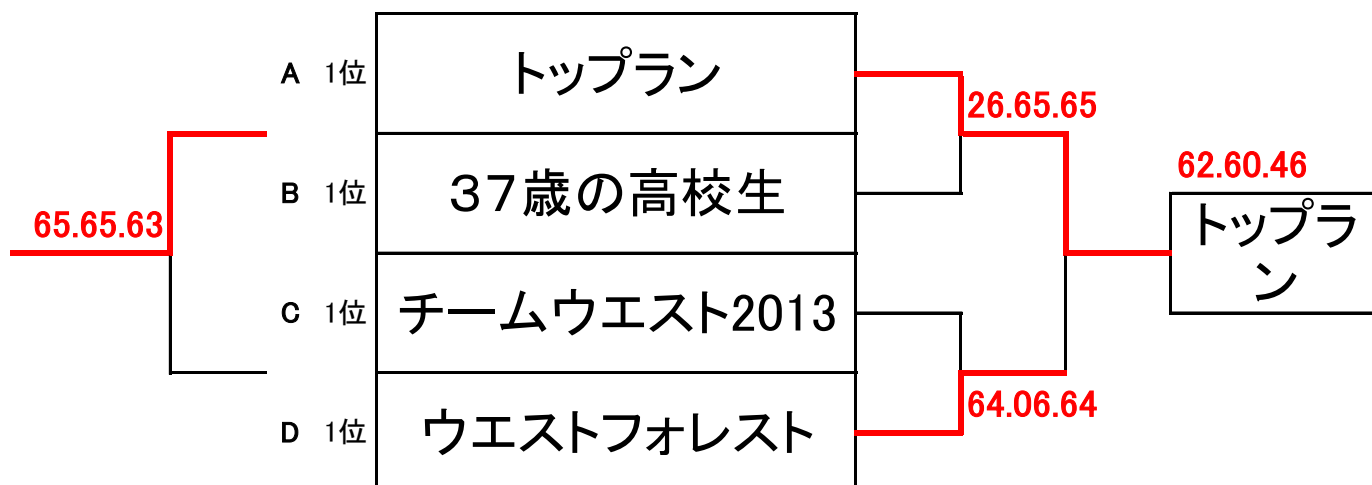 A 1位 トップラン
26.65.65
62.60.46
B 1位 37歳の高校生
65.65.63
トップラ
ン
C 1位 チームウエスト2013
64.06.64
D 1位 ウエストフォレスト